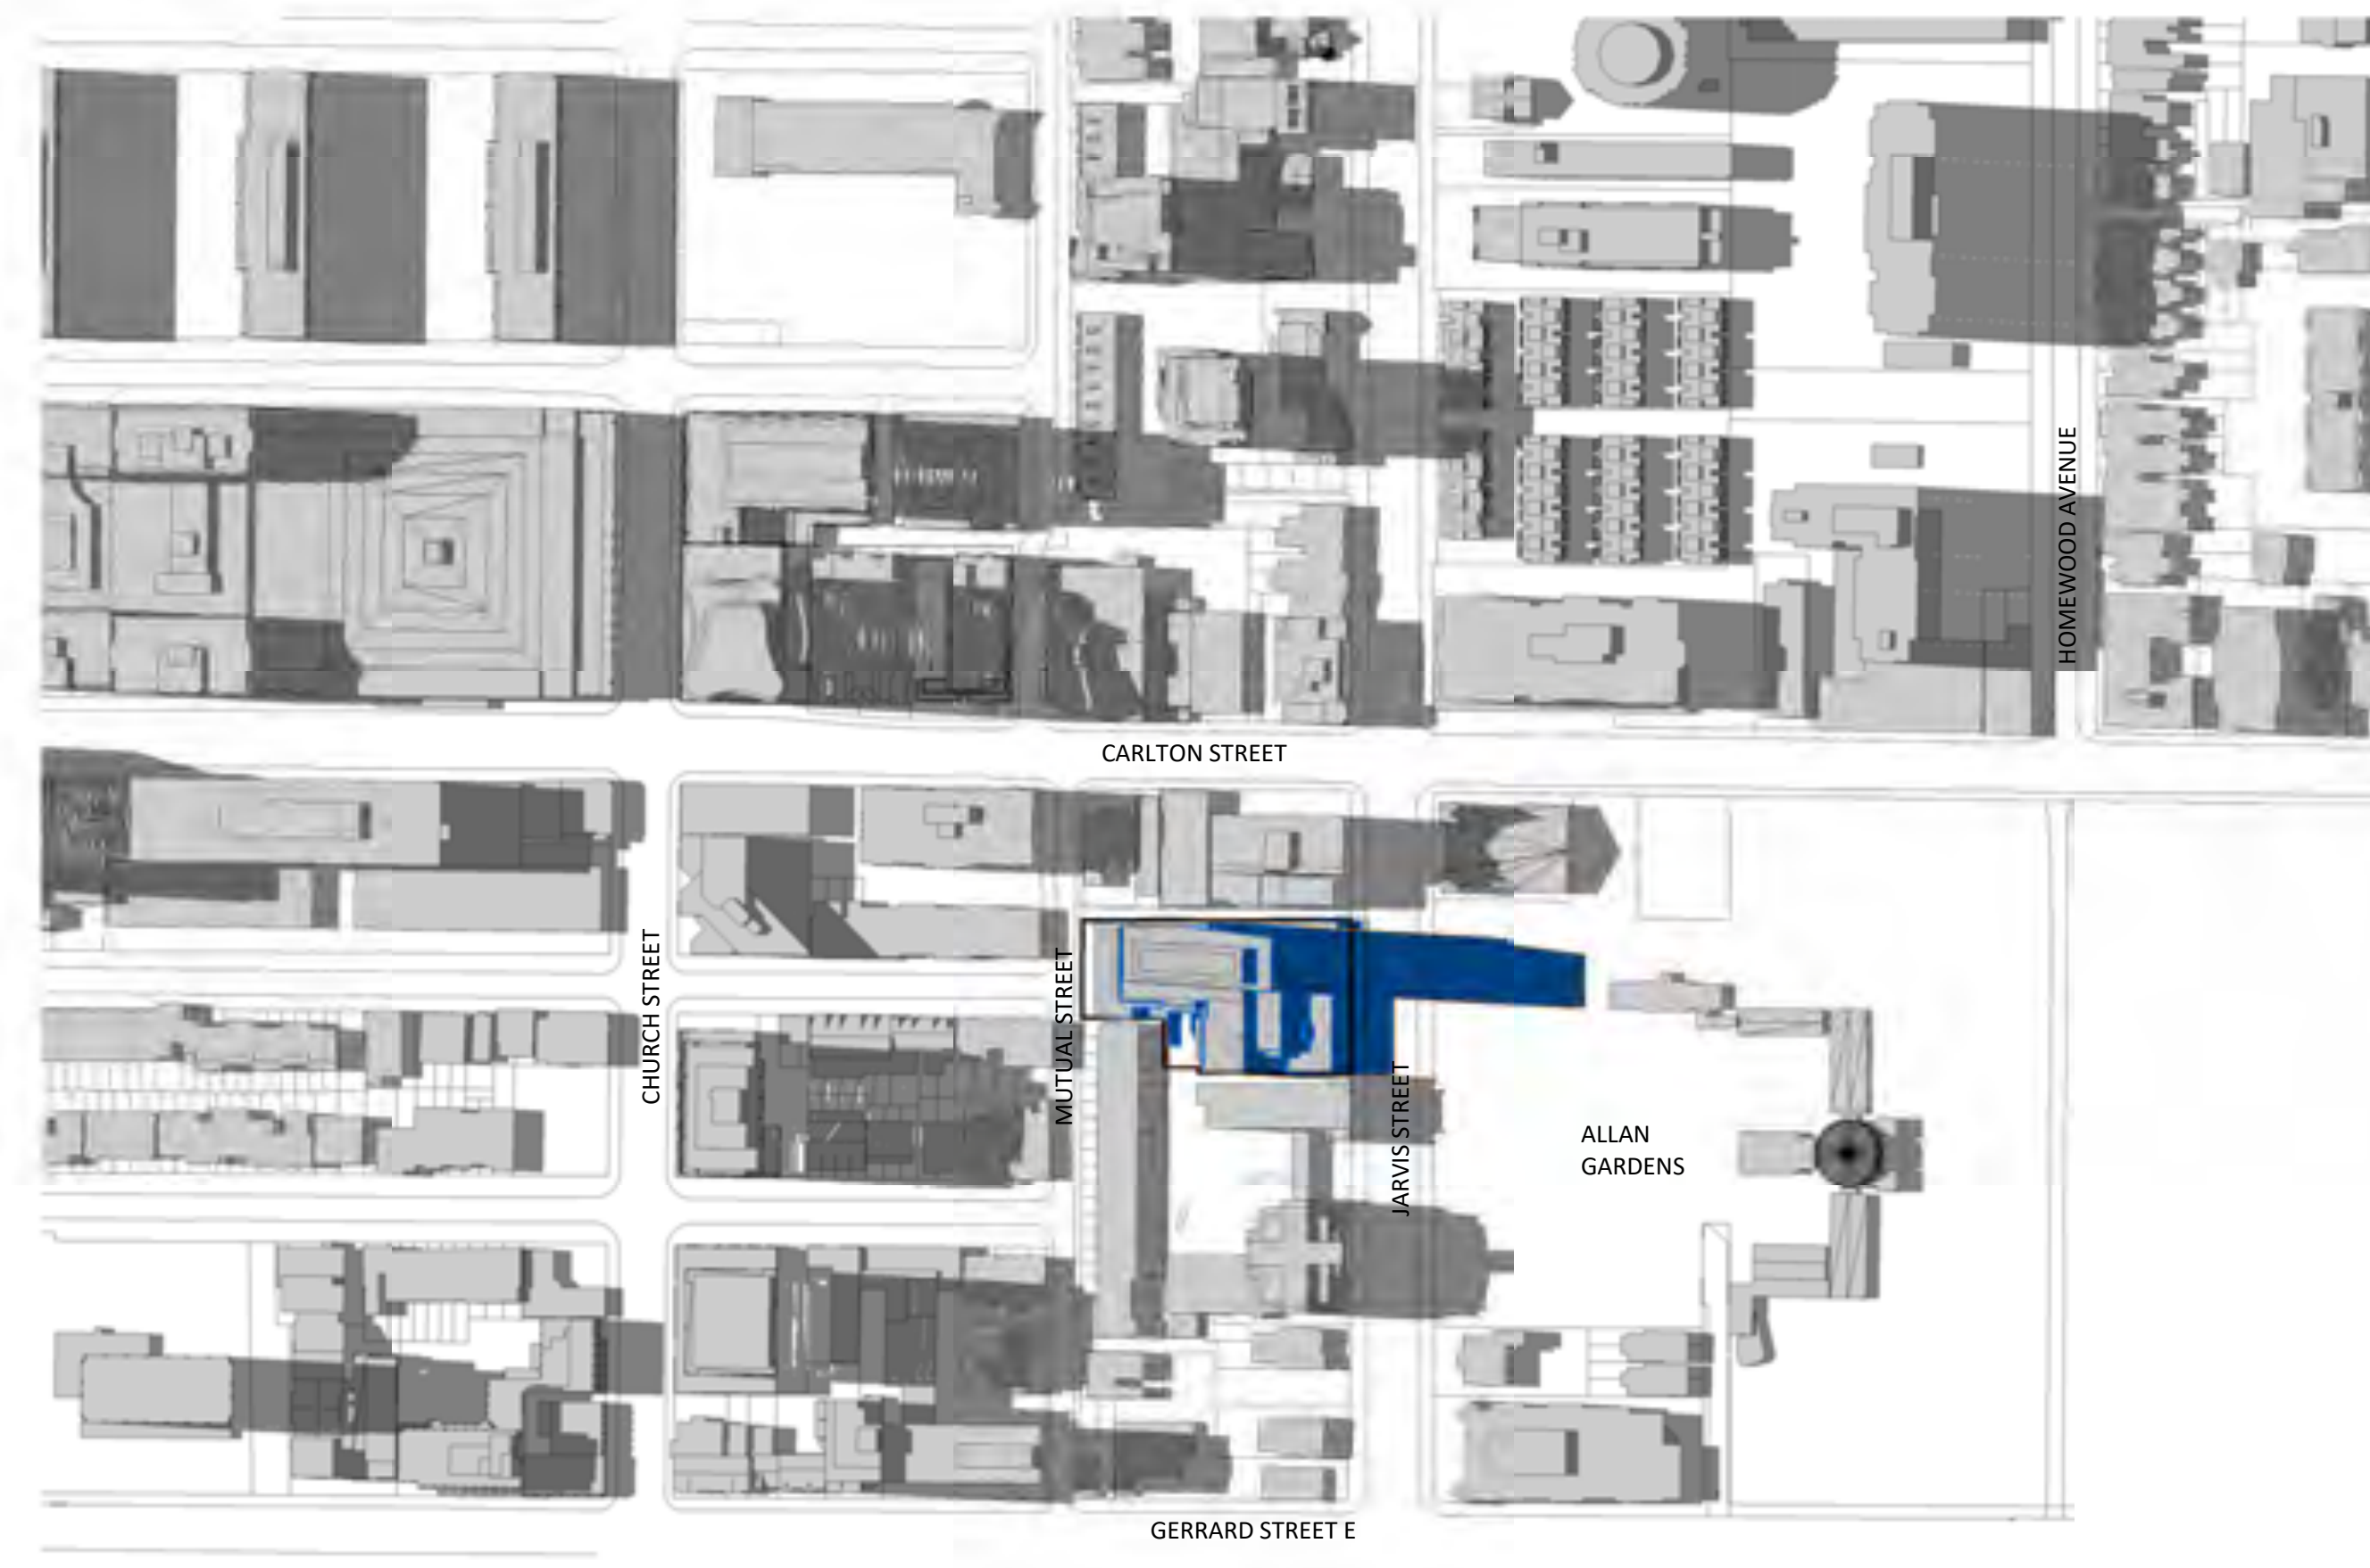 HOMEWOOD AVENUE
CARLTON STREET
CHURCH STREET
MUTUAL STREET
JARVIS STREET
ALLAN
GARDENS
GERRARD STREET E